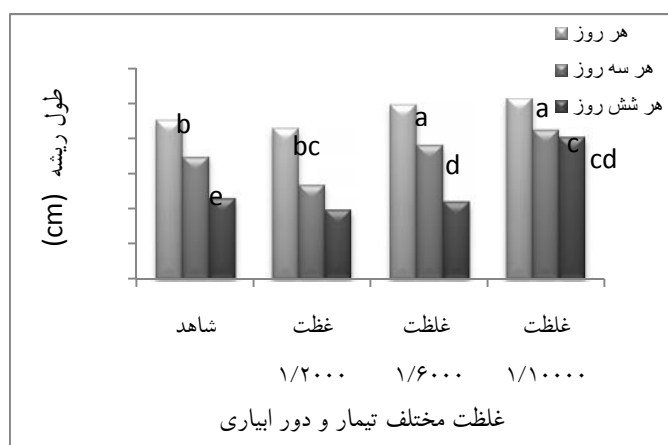 هر روز
هر سه روز
هر شش روز
طول ریشه (cm)
b
e
bc
a
d
a
c
cd
شاهد
غظت ۱/۲۰۰۰
غلظت ۱/۶۰۰۰
غلظت ۱/۱۰۰۰۰
غلظت مختلف تیمار و دور ابیاری